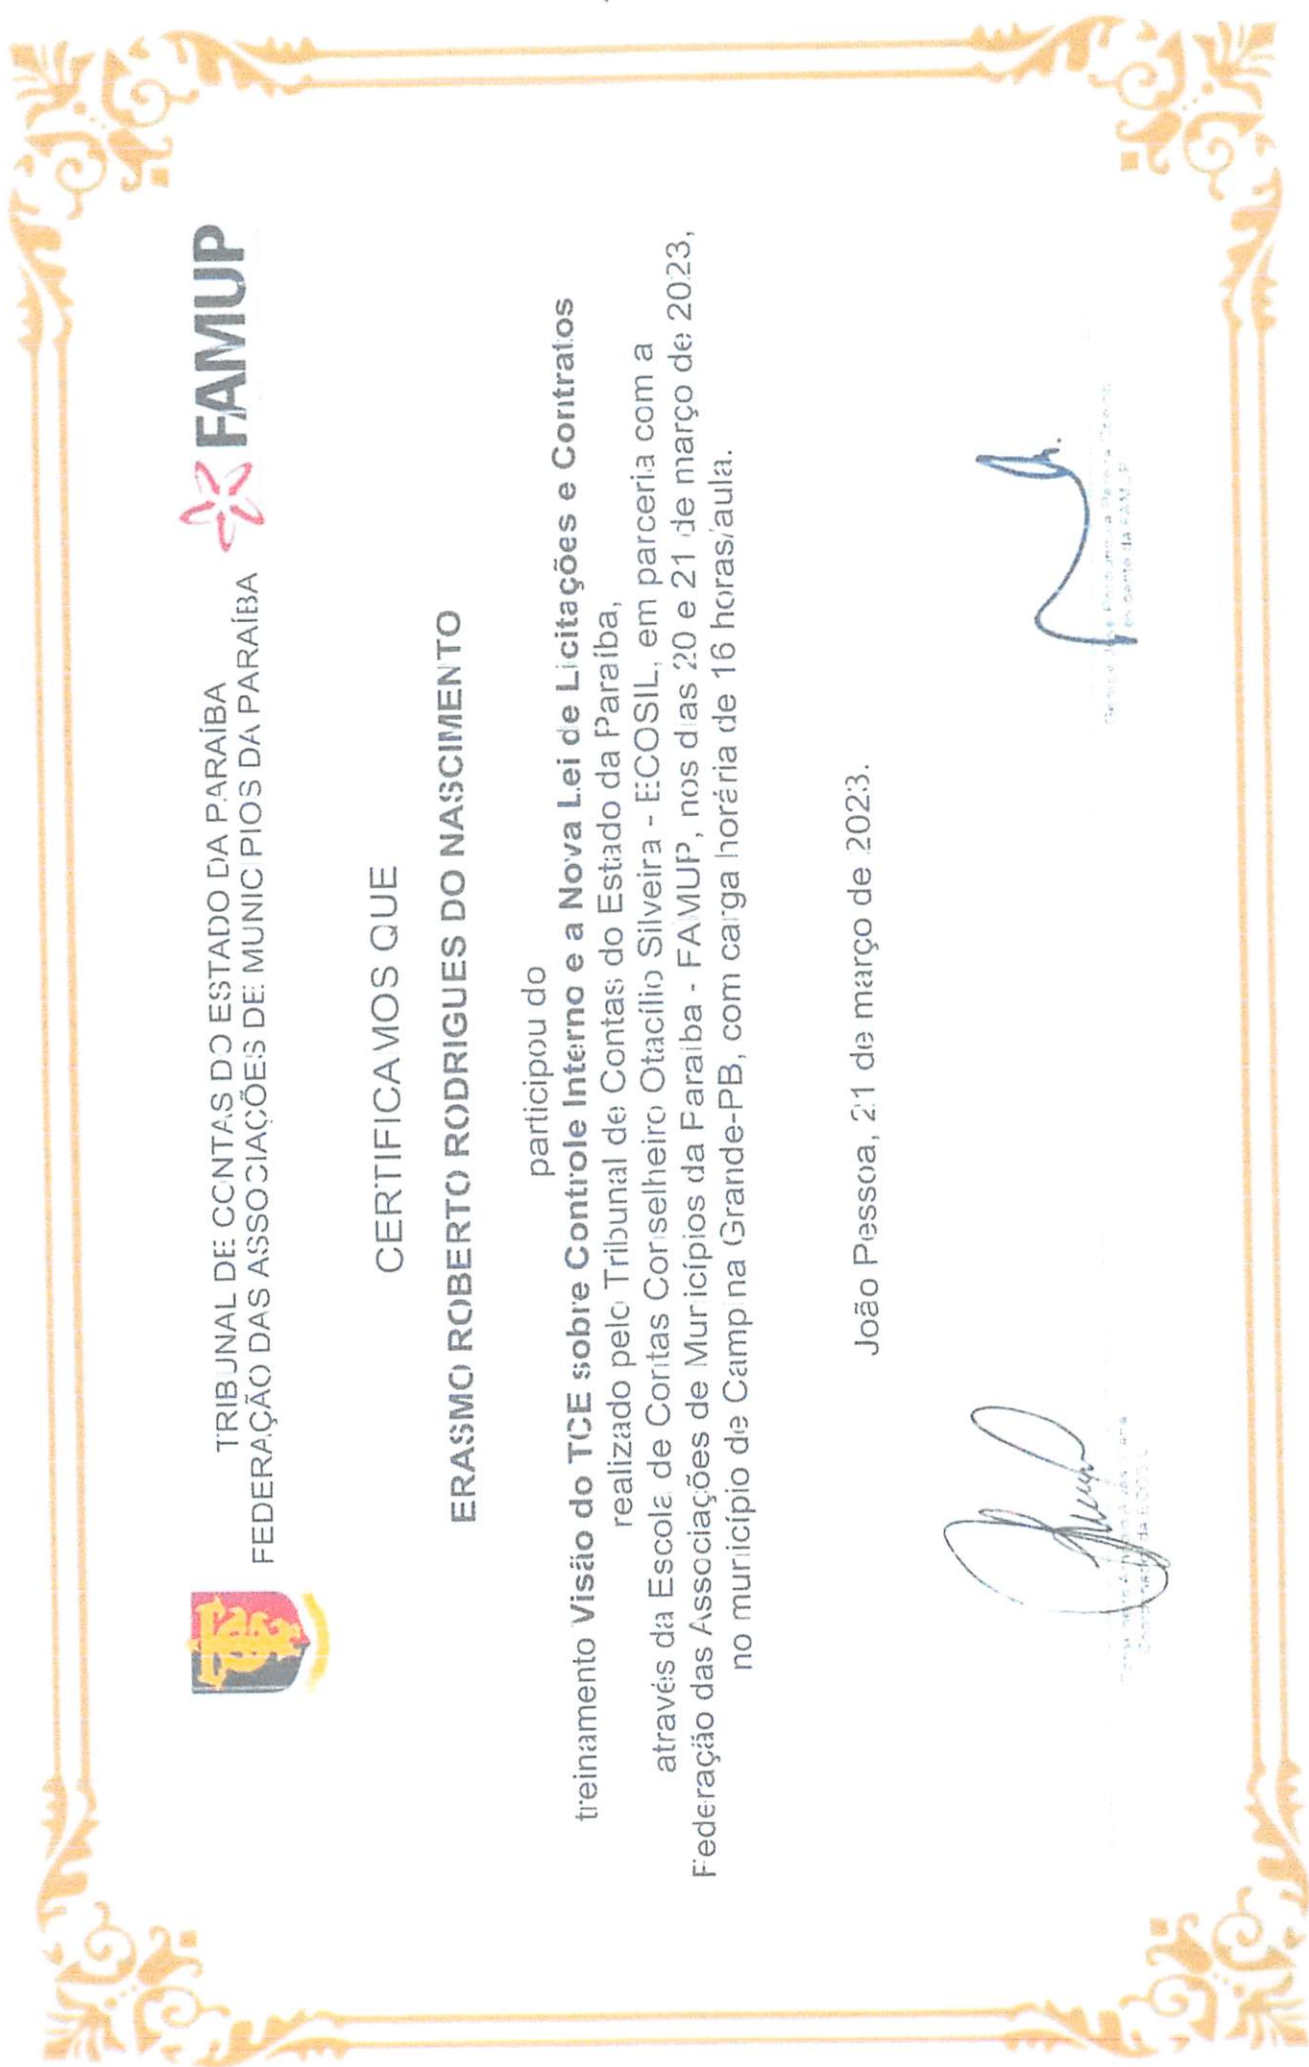 TRIBUNAL DE CONTAS DO ESTADO DA PARAÍBA
FEDERAÇÃO DAS ASSOCIAÇÕES DE MUNICIPIOS DA PARAÍBA
FAMUP
CERTIFICAMOS QUE
ERASMO ROBERTO RODRIGUES DO NASCIMENTO
participou do
treinamento Visão do TCE sobre Controle Interno e a Nova Lei de Licitações e Contratos
realizado pelo Tribunal de Contas do Estado da Paraíba,
através da Escola de Contas Conselheiro Otacílio Silveira - ECOSIL, em parceria com a
Federação das Associações de Municípios da Paraiba - FAMUP, nos dias 20 e 21 de março de 2023,
no município de Campina Grande-PB, com carga horária de 16 horas/aula.
João Pessoa, 21 de março de 2023.
da FAMUP